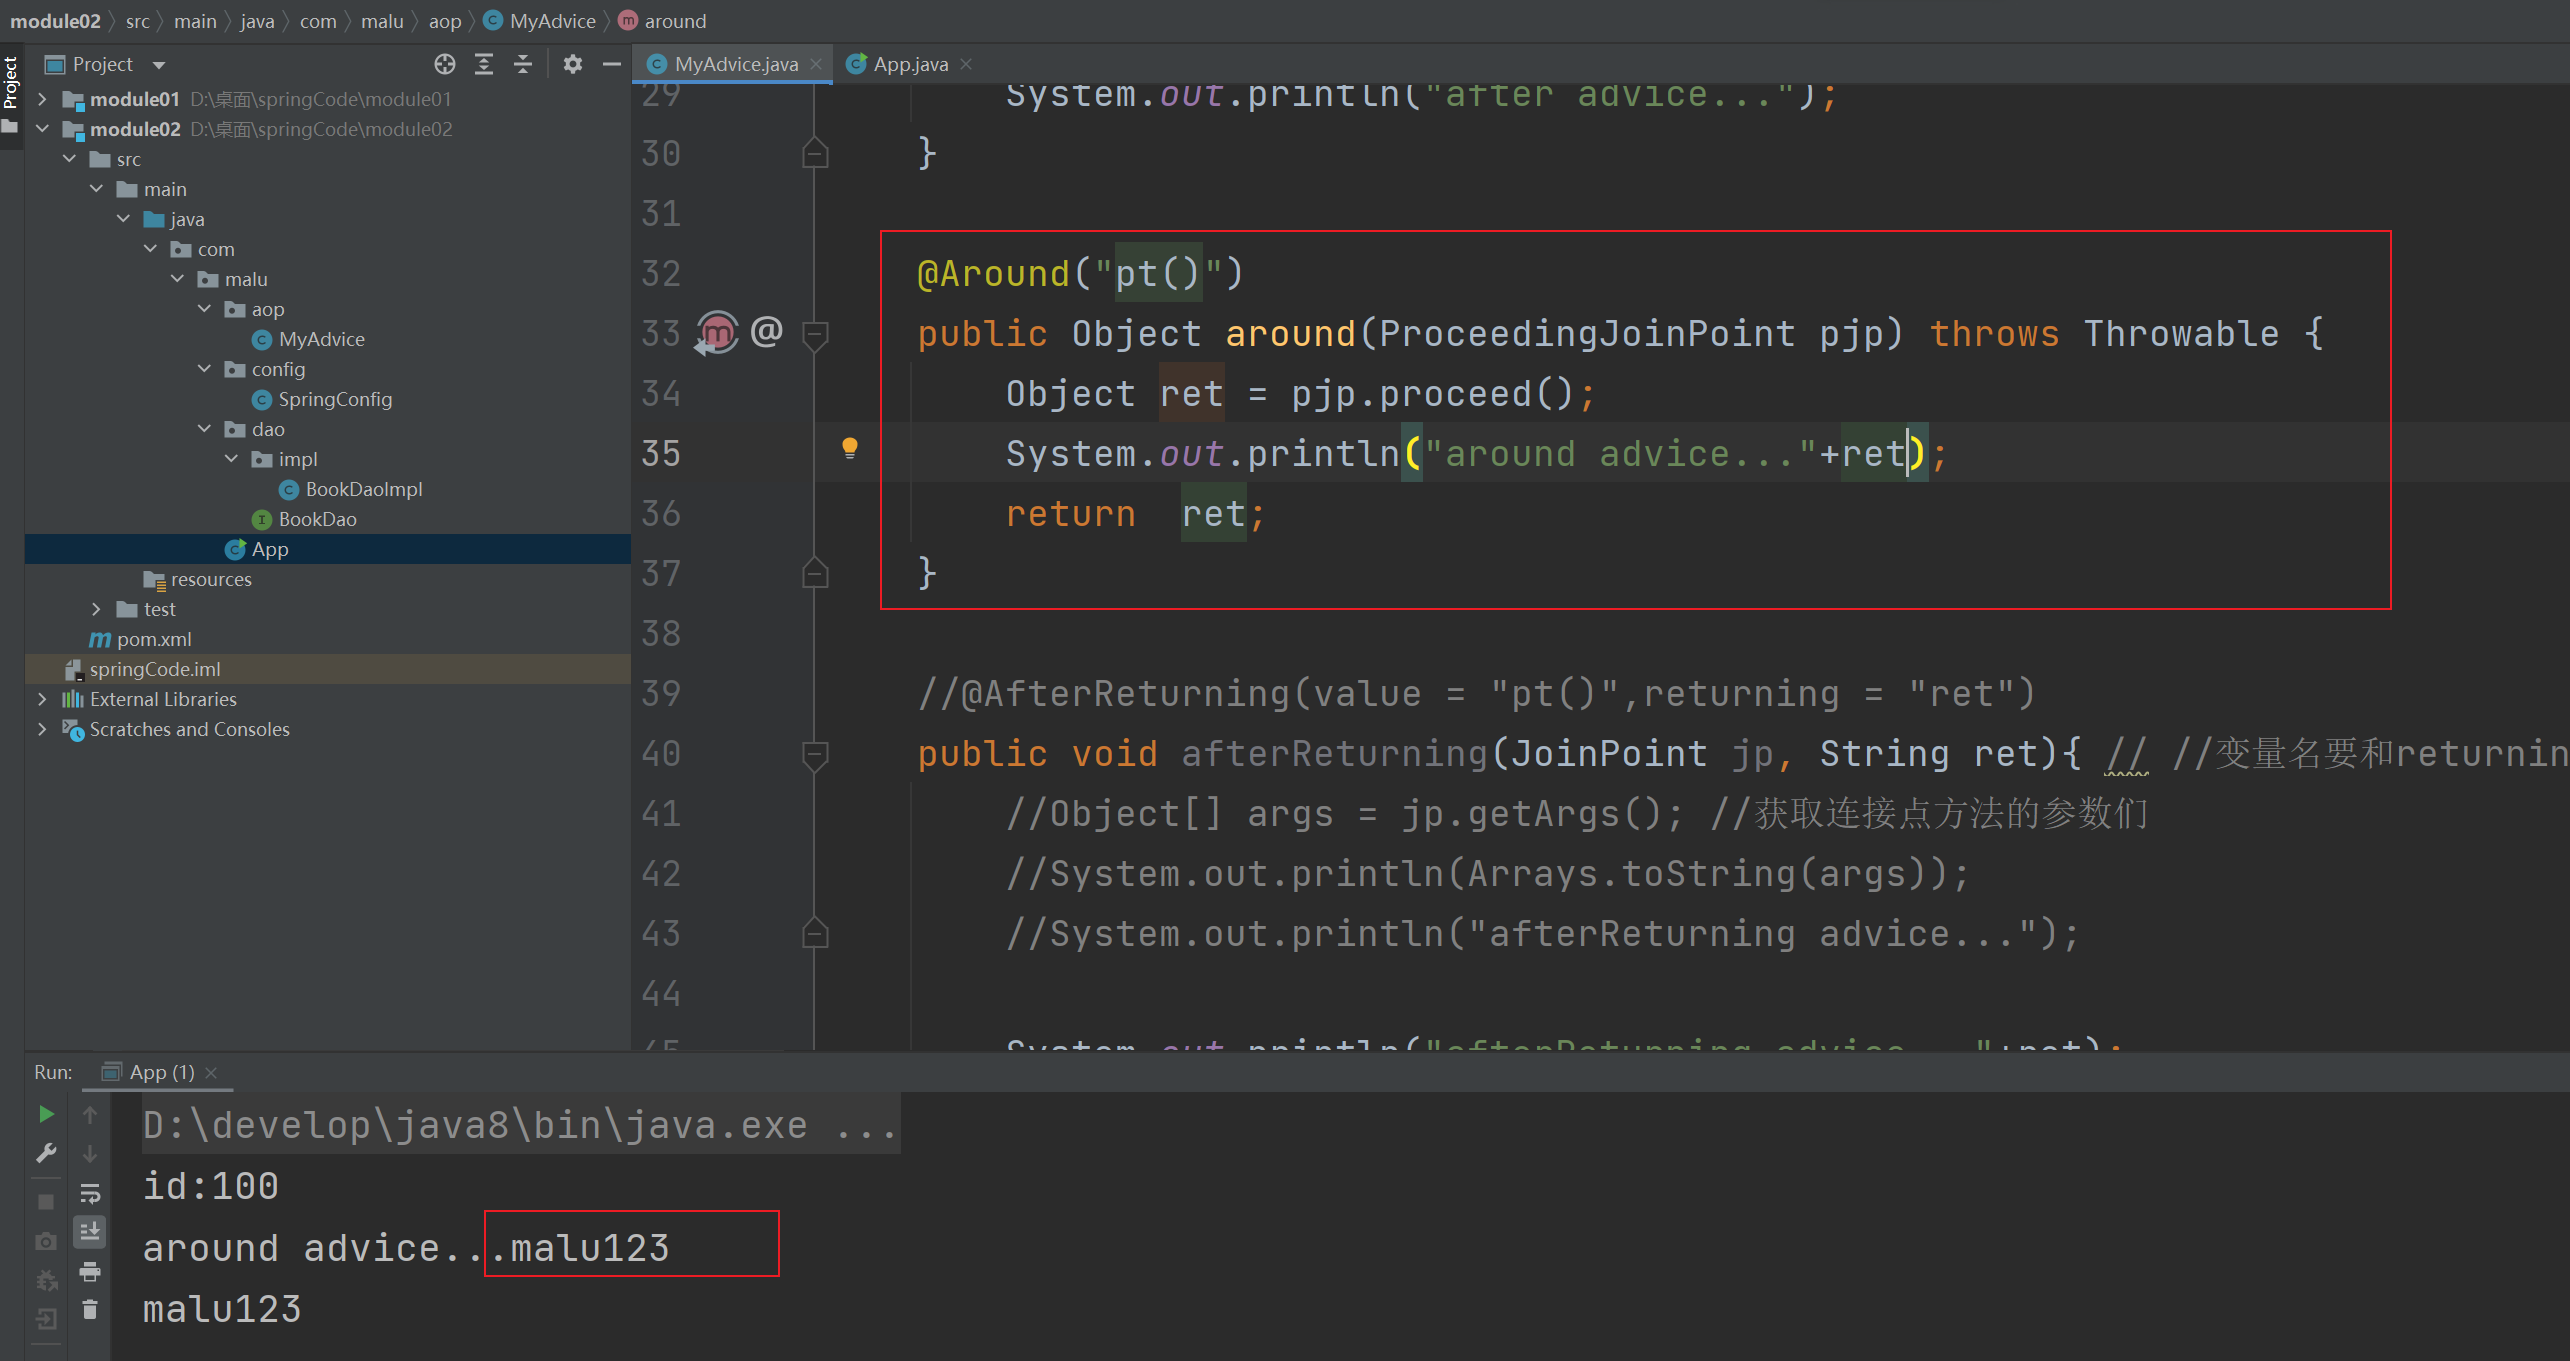 module02 src main java com malu aop MyAdvice around
Project
Project
module01 D:\桌面\springCode\module01
module02 D:\桌面\springCode\module02
src
main
java
com
malu
aop
MyAdvice
config
SpringConfig
dao
impl
BookDaoImpl
BookDao
App
resources
test
pom.xml
springCode.iml
External Libraries
Scratches and Consoles
MyAdvice.java App.java
29 System.out.println("after advice...");
30 }
31
32 @Around("pt()")
33 public Object around(ProceedingJoinPoint pjp) throws Throwable {
34 Object ret = pjp.proceed();
35 System.out.println("around advice..."+ret);
36 return  ret;
37 }
38
39 //@AfterReturning(value = "pt()",returning = "ret")
40 public void afterReturning(JoinPoint jp, String ret){ // //变量名要和returnin
41 //Object[] args = jp.getArgs(); //获取连接点方法的参数们
42 //System.out.println(Arrays.toString(args));
43 //System.out.println("afterReturning advice...");
44
45 System.out.println("afterReturning advice..."+ret);
Run: App (1)
D:\develop\java8\bin\java.exe ...
id:100
around advice...malu123
malu123